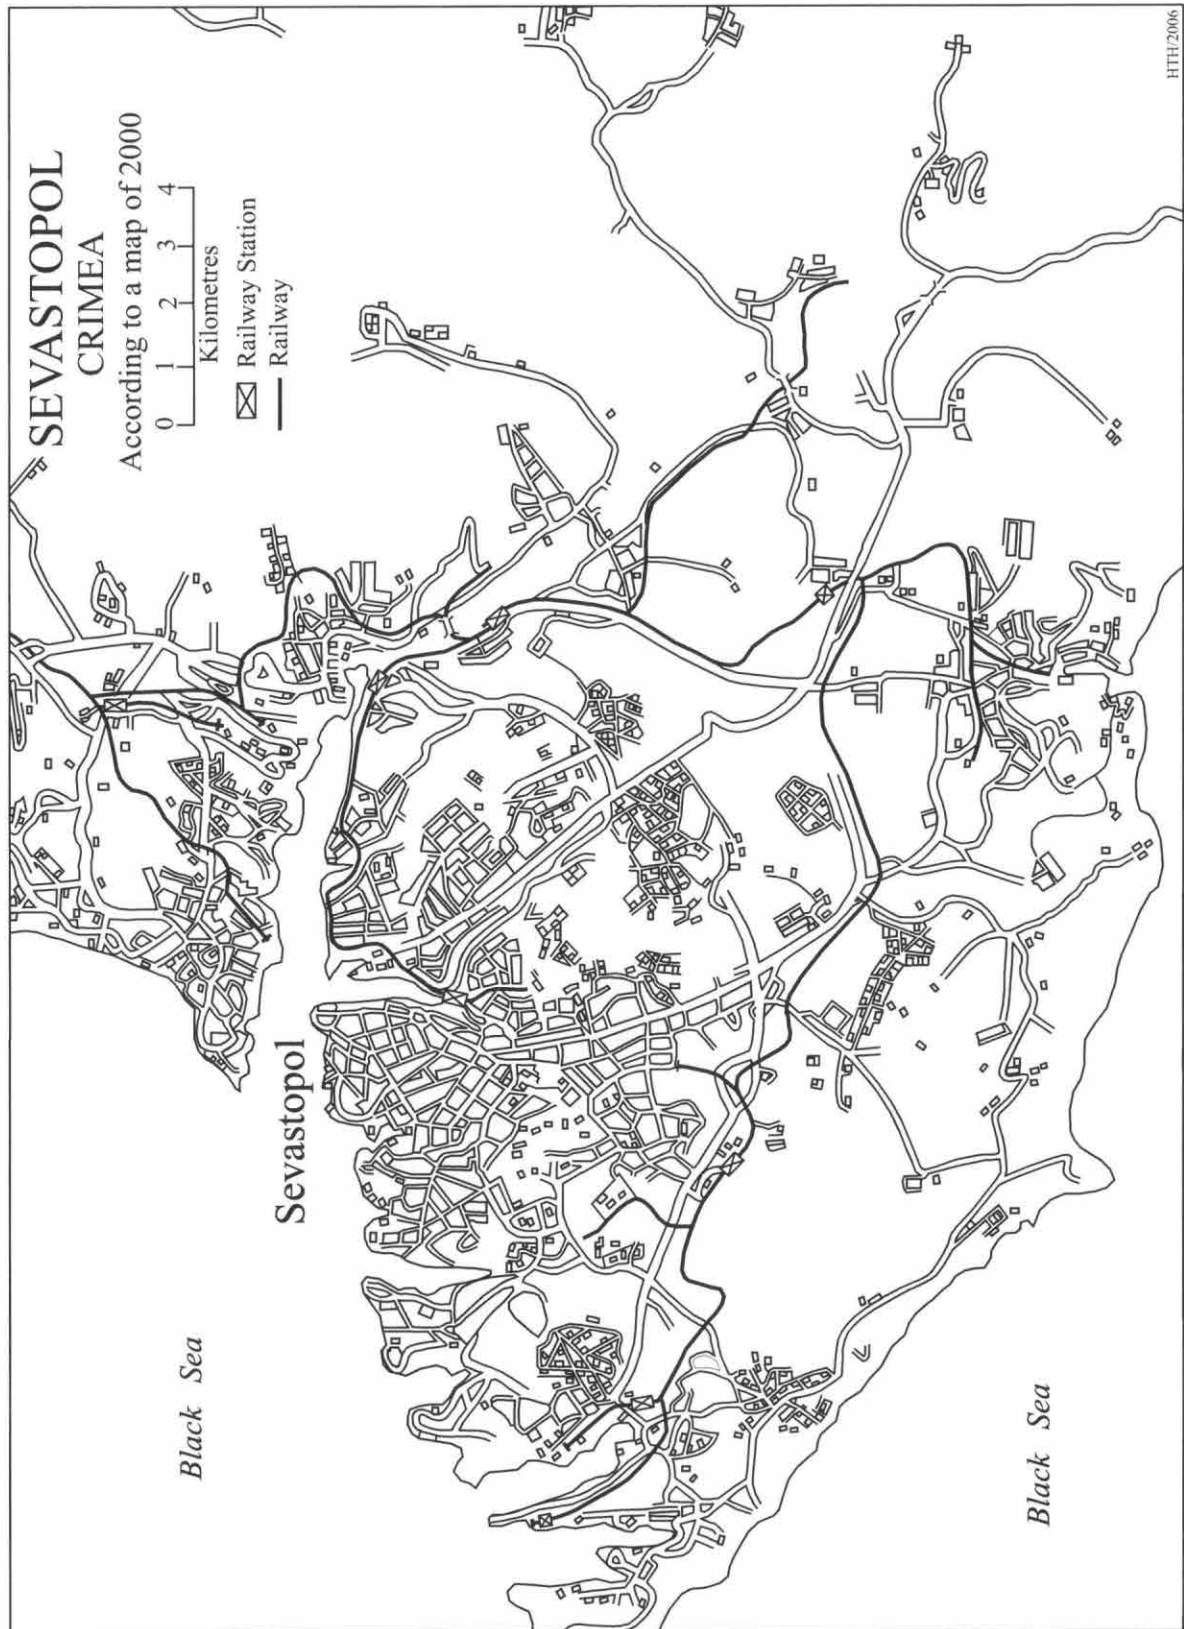 SEVASTOPOL
CRIMEA
According to a map of 2000
0 1 2 3 4
Kilometres
Railway Station
Railway
Sevastopol
Black Sea
Black Sea
HTH/2006